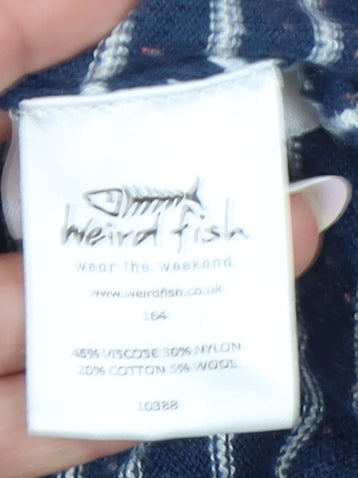 weird fish
wear the weekend
www.weirdfish.co.uk
164
45% VISCOSE 30% NYLON
20% COTTON 5% WOOL
10388